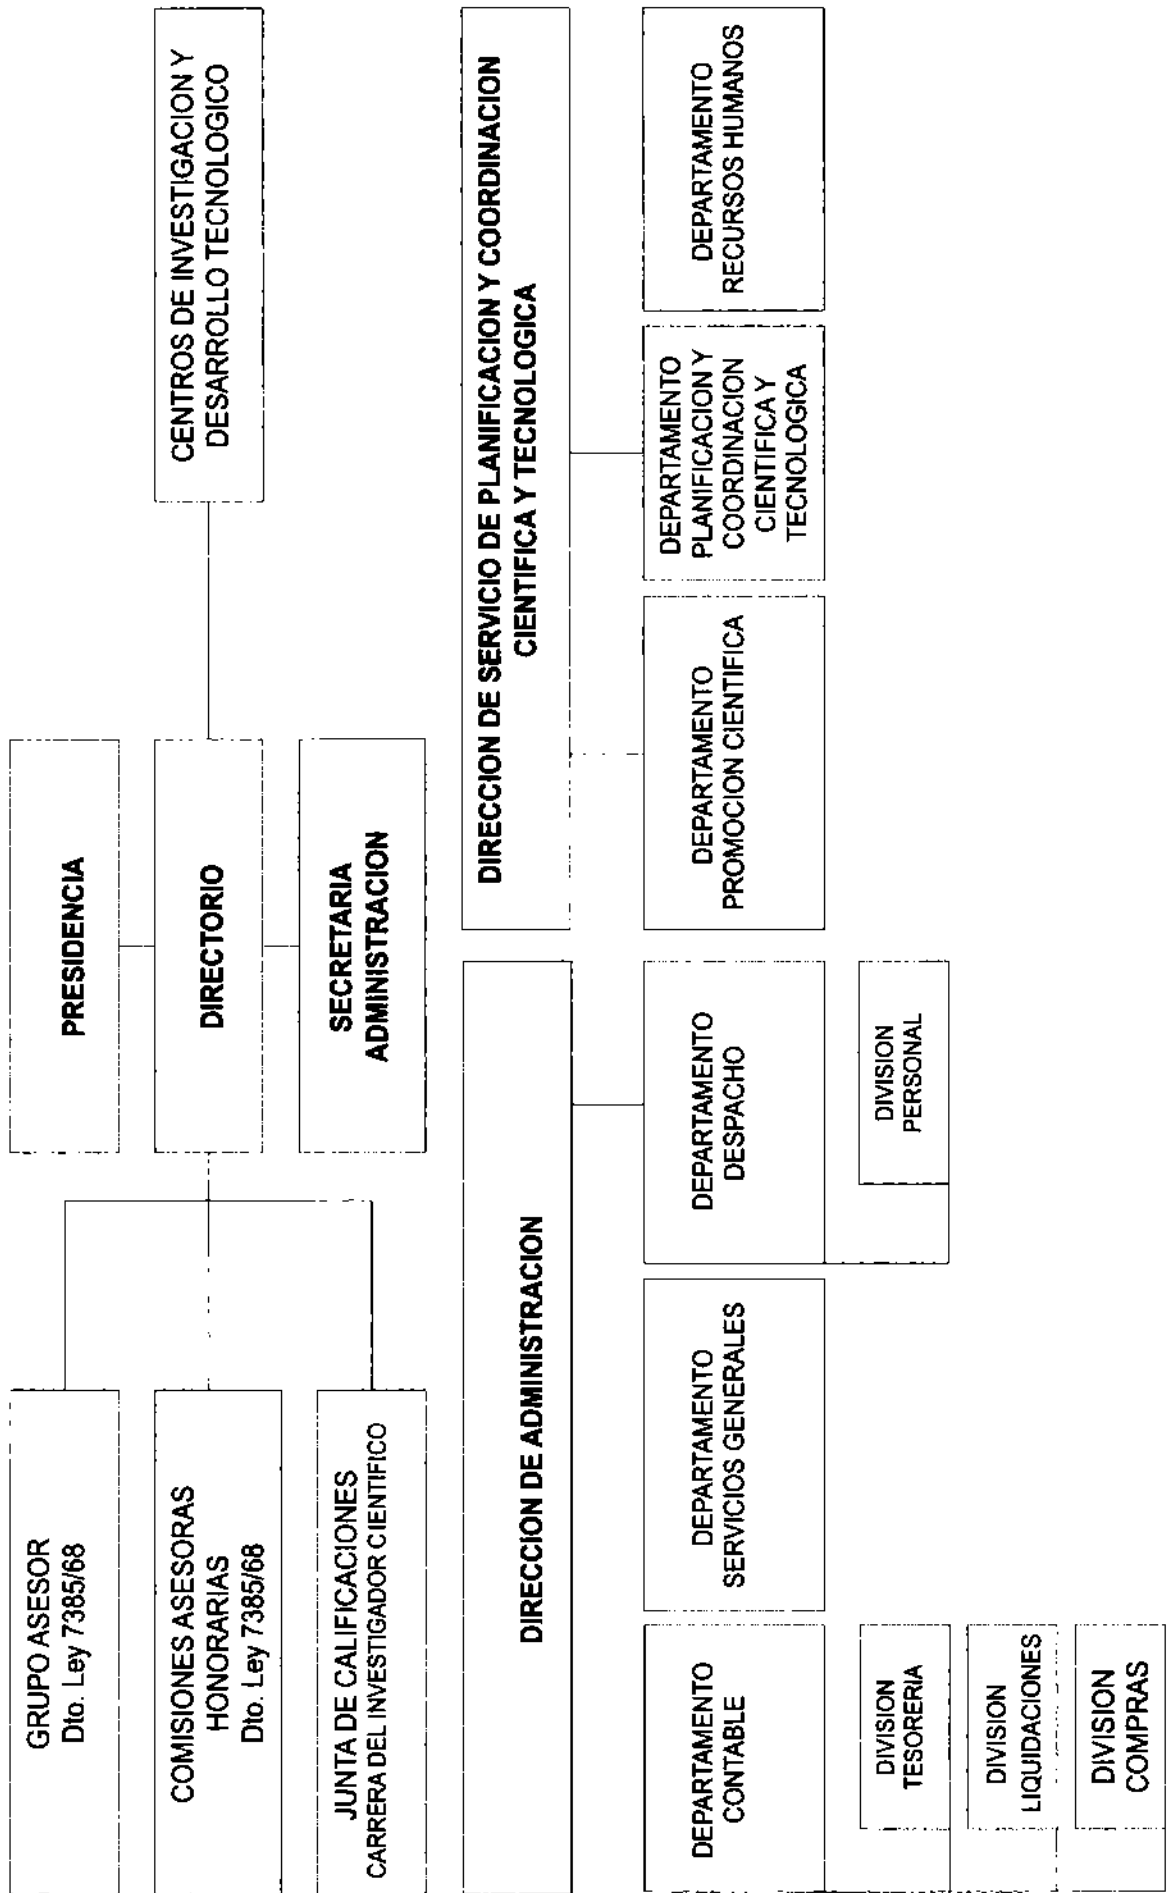 PRESIDENCIA
GRUPO ASESOR
Dto. Ley 7385/68
DIRECTORIO
CENTROS DE INVESTIGACION Y
DESARROLLO TECNOLOGICO
COMISIONES ASESORAS
HONORARIAS
Dto. Ley 7385/68
SECRETARIA
ADMINISTRACION
JUNTA DE CALIFICACIONES
CARRERA DEL INVESTIGADOR CIENTIFICO
DIRECCION DE ADMINISTRACION
DIRECCION DE SERVICIO DE PLANIFICACION Y COORDINACION
CIENTIFICA Y TECNOLOGICA
DEPARTAMENTO
CONTABLE
DEPARTAMENTO
SERVICIOS GENERALES
DEPARTAMENTO
DESPACHO
DEPARTAMENTO
PROMOCION CIENTIFICA
DEPARTAMENTO
PLANIFICACION Y
COORDINACION
CIENTIFICA Y
TECNOLOGICA
DEPARTAMENTO
RECURSOS HUMANOS
DIVISION
TESORERIA
DIVISION
PERSONAL
DIVISION
LIQUIDACIONES
DIVISION
COMPRAS